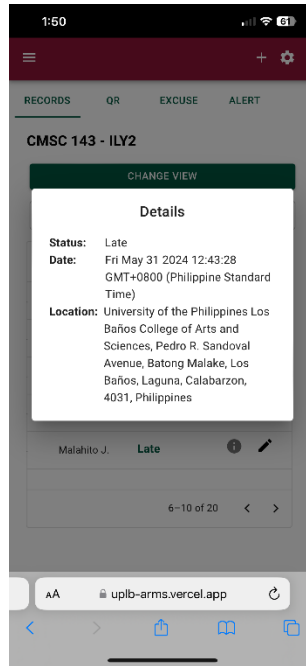 1:50
61
RECORDS QR EXCUSE ALERT
CMSC 143 - ILY2
CHANGE VIEW
Details
Status: Late
Date: Fri May 31 2024 12:43:28
GMT+0800 (Philippine Standard
Time)
Location: University of the Philippines Los
Baños College of Arts and
Sciences, Pedro R. Sandoval
Avenue, Batong Malake, Los
Baños, Laguna, Calabarzon,
4031, Philippines
Malahito J. Late
6–10 of 20
AA uplb-arms.vercel.app